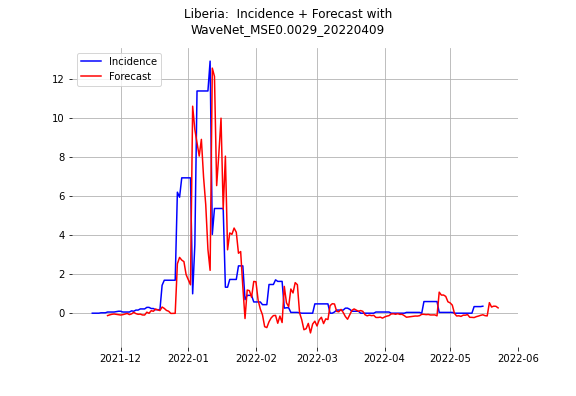 Liberia: Incidence + Forecast with
WaveNet_MSE0.0029_20220409
Incidence
Forecast
12
10
8
6
4
2
0
2021-12 2022-01 2022-02 2022-03 2022-04 2022-05 2022-06